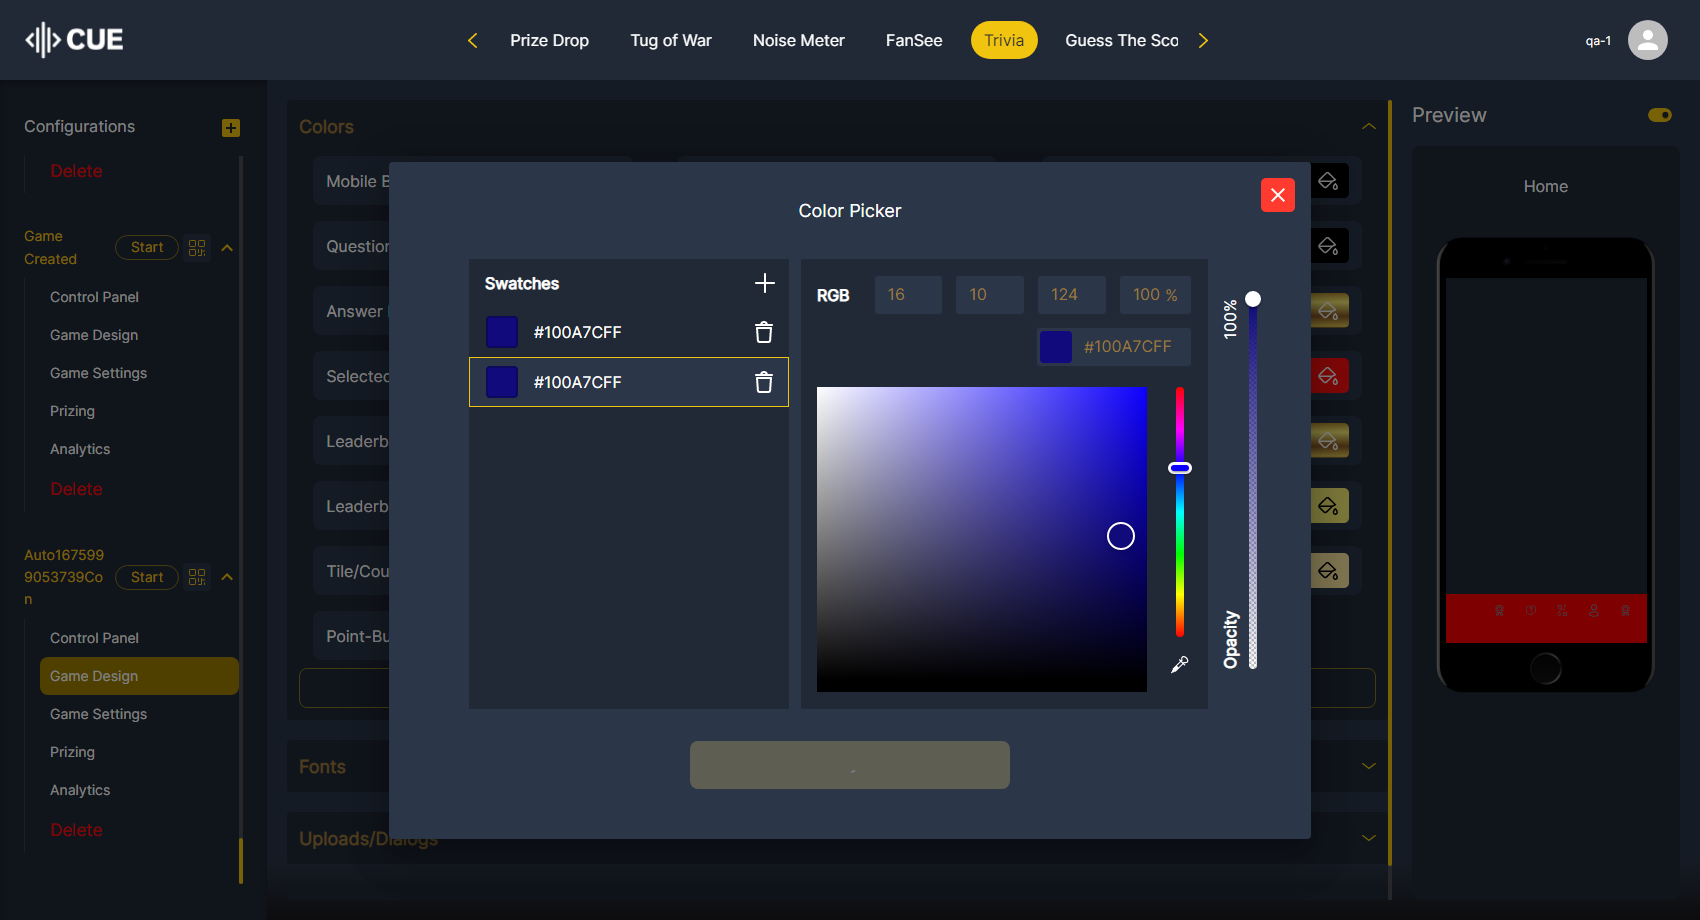 CUE
Prize Drop
Tug of War
Noise Meter
FanSee
Trivia
Guess The Sco
qa-1
Configurations
Delete
Game
Created
Start
Control Panel
Game Design
Game Settings
Prizing
Analytics
Delete
Auto167599
9053739Co
n
Start
Control Panel
Game Design
Game Settings
Prizing
Analytics
Delete
Colors
Mobile B
Question
Answer
Selected
Leaderb
Leaderb
Tile/Cou
Point-Bu
Fonts
Uploads/Dialogs
Color Picker
Swatches
#100A7CFF
#100A7CFF
RGB
16
10
124
100 %
#100A7CFF
100%
Opacity
Preview
Home